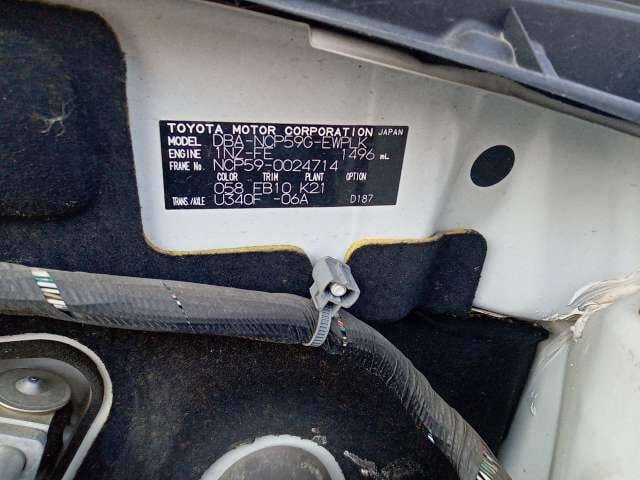 TOYOTA MOTOR CORPORATION JAPAN
MODEL DBA-NCP59G-EWPLK
ENGINE 1NZ-FE 1496 mL
FRAME No. NCP59-0024714
COLOR TRIM PLANT OPTION
058 FB10 K21
TRANS./AXLE U340F -06A D187